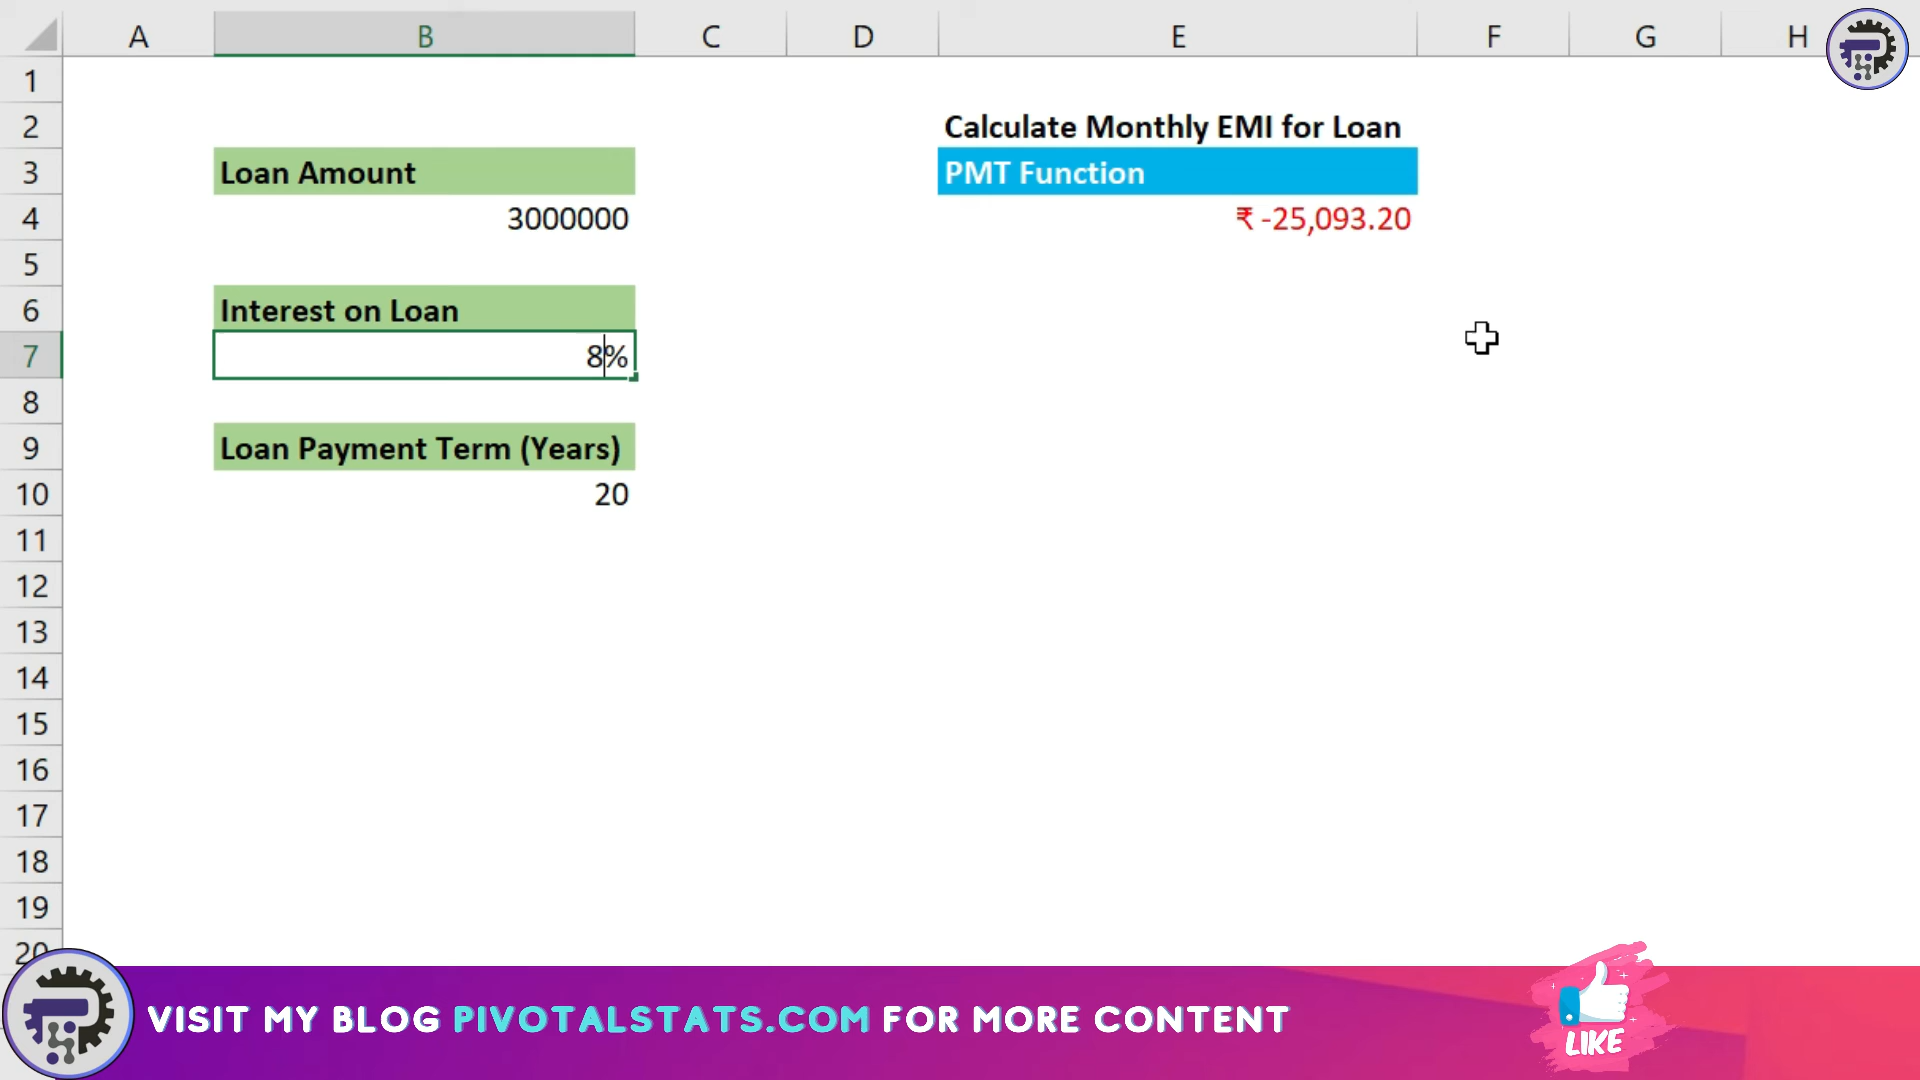 A B C D E F G H
1
2 Calculate Monthly EMI for Loan
3 Loan Amount PMT Function
4 3000000 ₹ -25,093.20
5
6 Interest on Loan
7 8%
8
9 Loan Payment Term (Years)
10 20
11
12
13
14
15
16
17
18
19
20
VISIT MY BLOG PIVOTALSTATS.COM FOR MORE CONTENT
LIKE